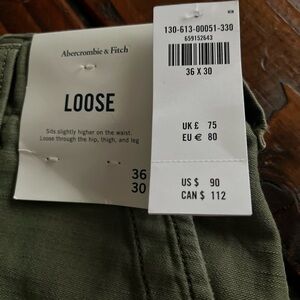 Abercrombie & Fitch
LOOSE
Sits slightly higher on the waist.
Loose through the hip, thigh, and leg
36
30
130-613-00051-330
659152643
36 X 30
UK £ 75
EU € 80
US $ 90
CAN $ 112